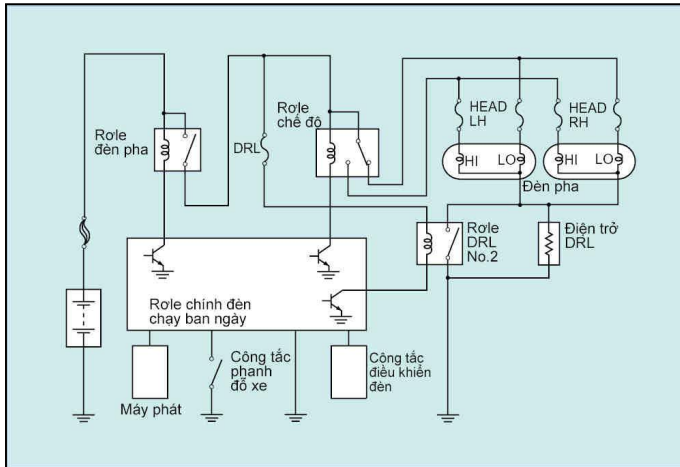 Rơle
đèn pha
DRL
Rơle
chế độ
HEAD
LH
HEAD
RH
HI
LO
HI
LO
Đèn pha
Rơle
DRL
No.2
Điện trở
DRL
Rơle chính đèn
chạy ban ngày
Máy phát
Công tắc
phanh
đỗ xe
Công tắc
điều khiển
đèn